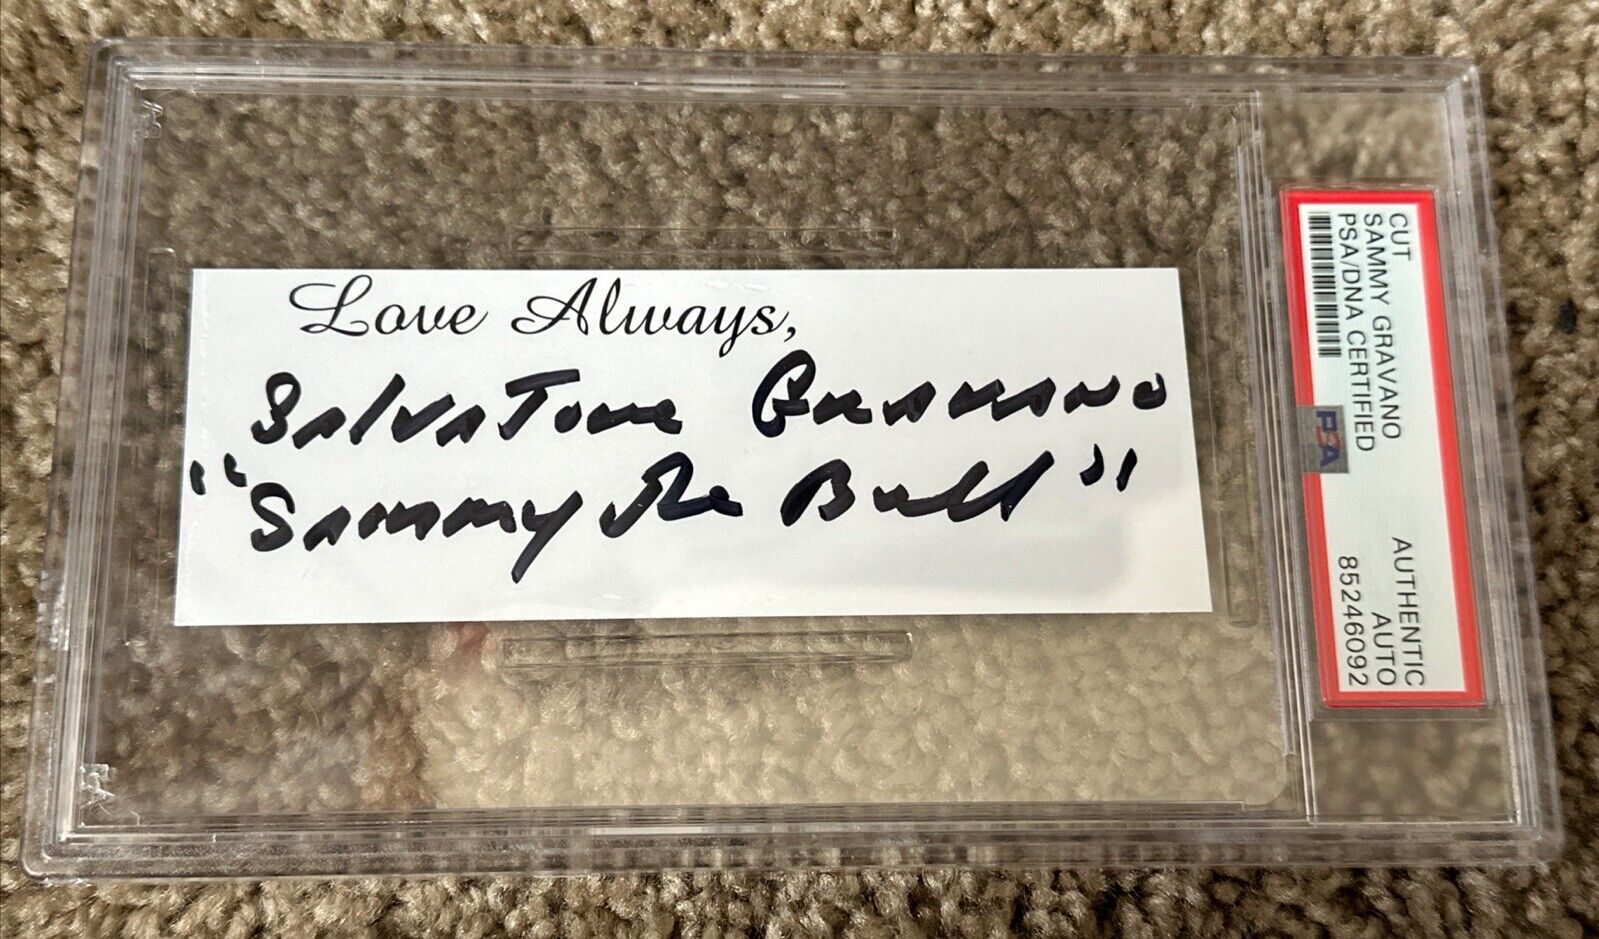 Love Always,
Salvatore Gravano
"Sammy The Bull"
CUT
SAMMY GRAVANO
PSA/DNA CERTIFIED
PSA
AUTHENTIC
AUTO
85246092